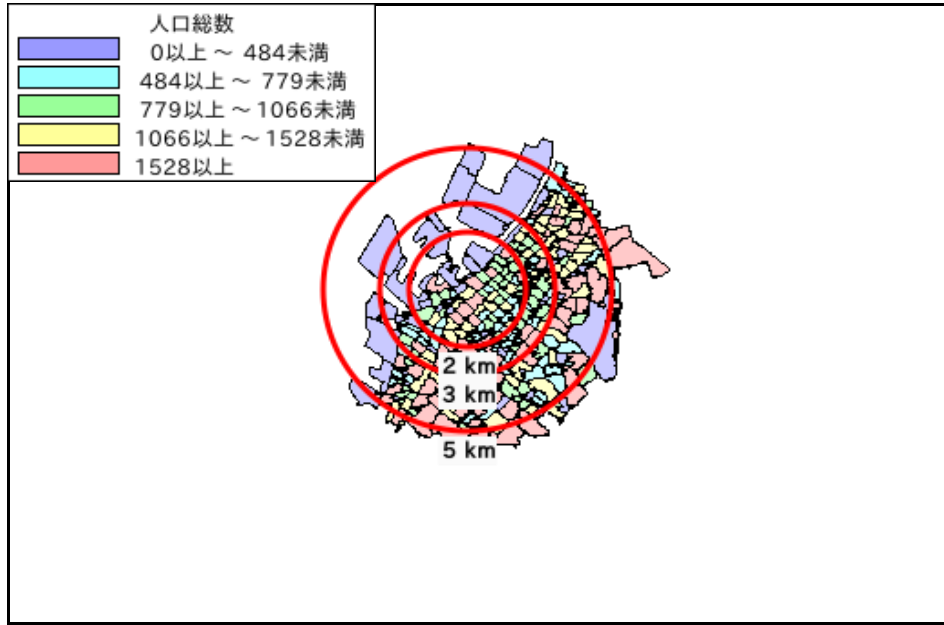 人口総数
0以上 ～ 484未満
484以上 ～ 779未満
779以上 ～ 1066未満
1066以上 ～ 1528未満
1528以上
2 km
3 km
5 km